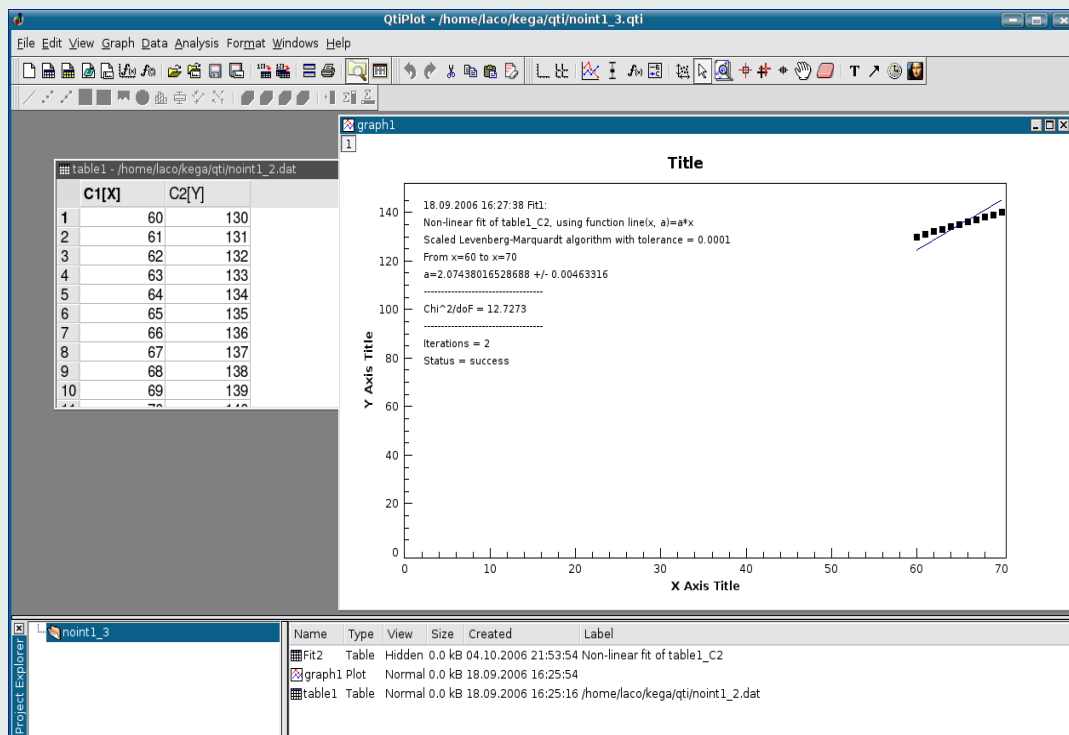 QtiPlot - /home/laco/kega/qti/noint1_3.qti
File Edit View Graph Data Analysis Format Windows Help
graph1
1
table1 - /home/laco/kega/qti/noint1_2.dat
C1[X] C2[Y]
1 60 130
2 61 131
3 62 132
4 63 133
5 64 134
6 65 135
7 66 136
8 67 137
9 68 138
10 69 139
Title
18.09.2006 16:27:38 Fit1:
Non-linear fit of table1_C2, using function line(x, a)=a*x
Scaled Levenberg-Marquardt algorithm with tolerance = 0.0001
From x=60 to x=70
a=2.07438016528688 +/- 0.00463316
-----------------------------------
Chi^2/doF = 12.7273
-----------------------------------
Iterations = 2
Status = success
Y Axis Title
140
120
100
80
60
40
20
0
0 10 20 30 40 50 60 70
X Axis Title
Project Explorer
noint1_3
Name Type View Size Created Label
Fit2 Table Hidden 0.0 kB 04.10.2006 21:53:54 Non-linear fit of table1_C2
graph1 Plot Normal 0.0 kB 18.09.2006 16:25:54
table1 Table Normal 0.0 kB 18.09.2006 16:25:16 /home/laco/kega/qti/noint1_2.dat